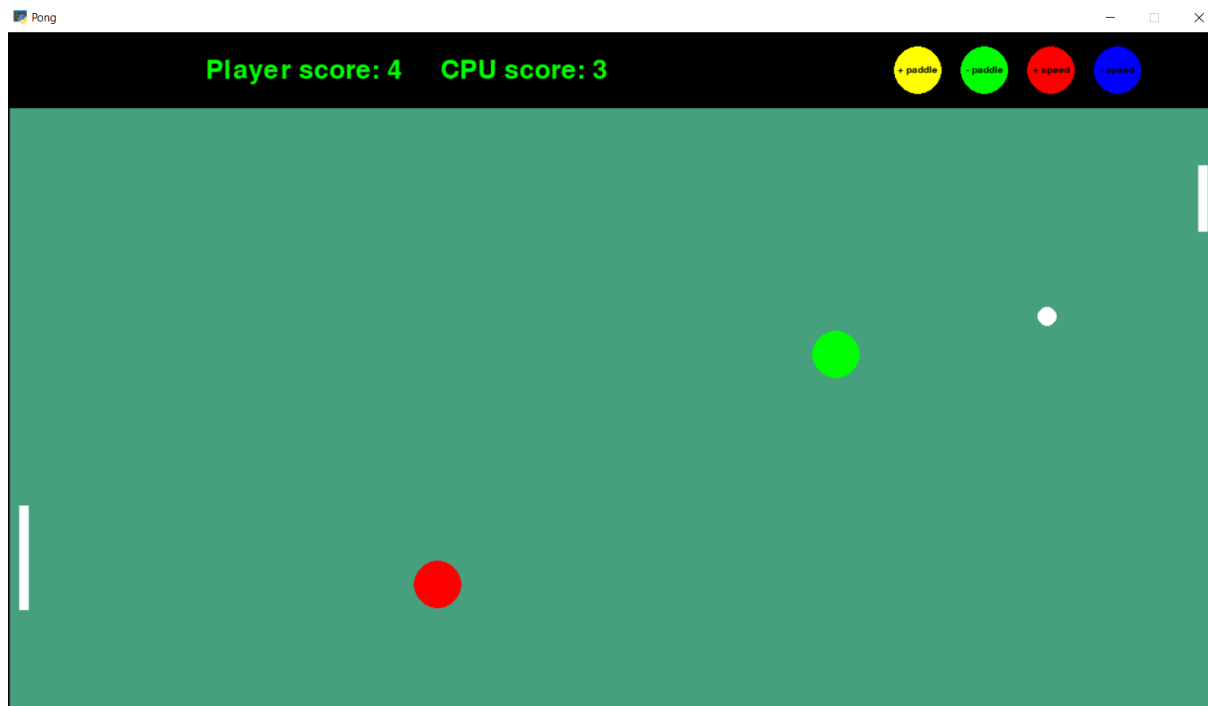 Pong
Player score: 4 CPU score: 3
+ paddle
- paddle
+ speed
- speed